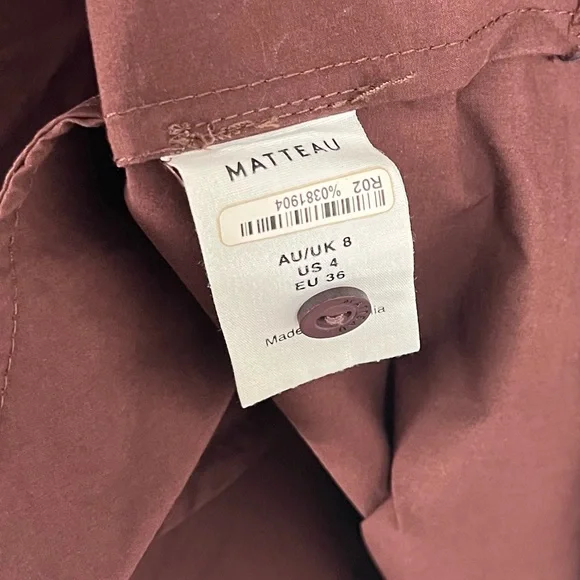 MATTEAU
R02 %0381904
AU/UK 8
US 4
EU 36
Made